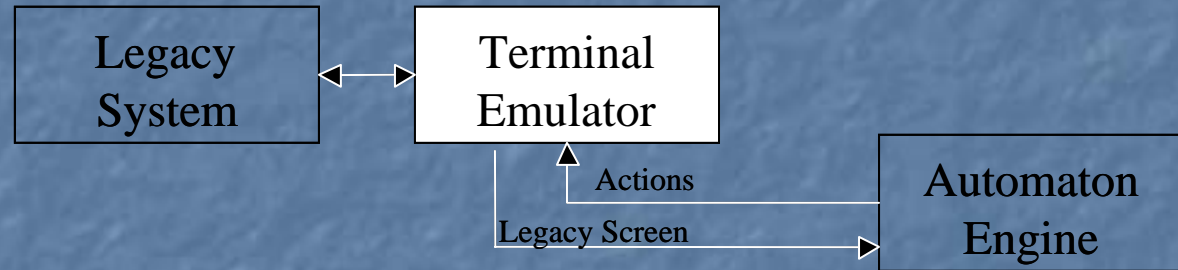 Legacy
System
Terminal
Emulator
Actions
Legacy Screen
Automaton
Engine